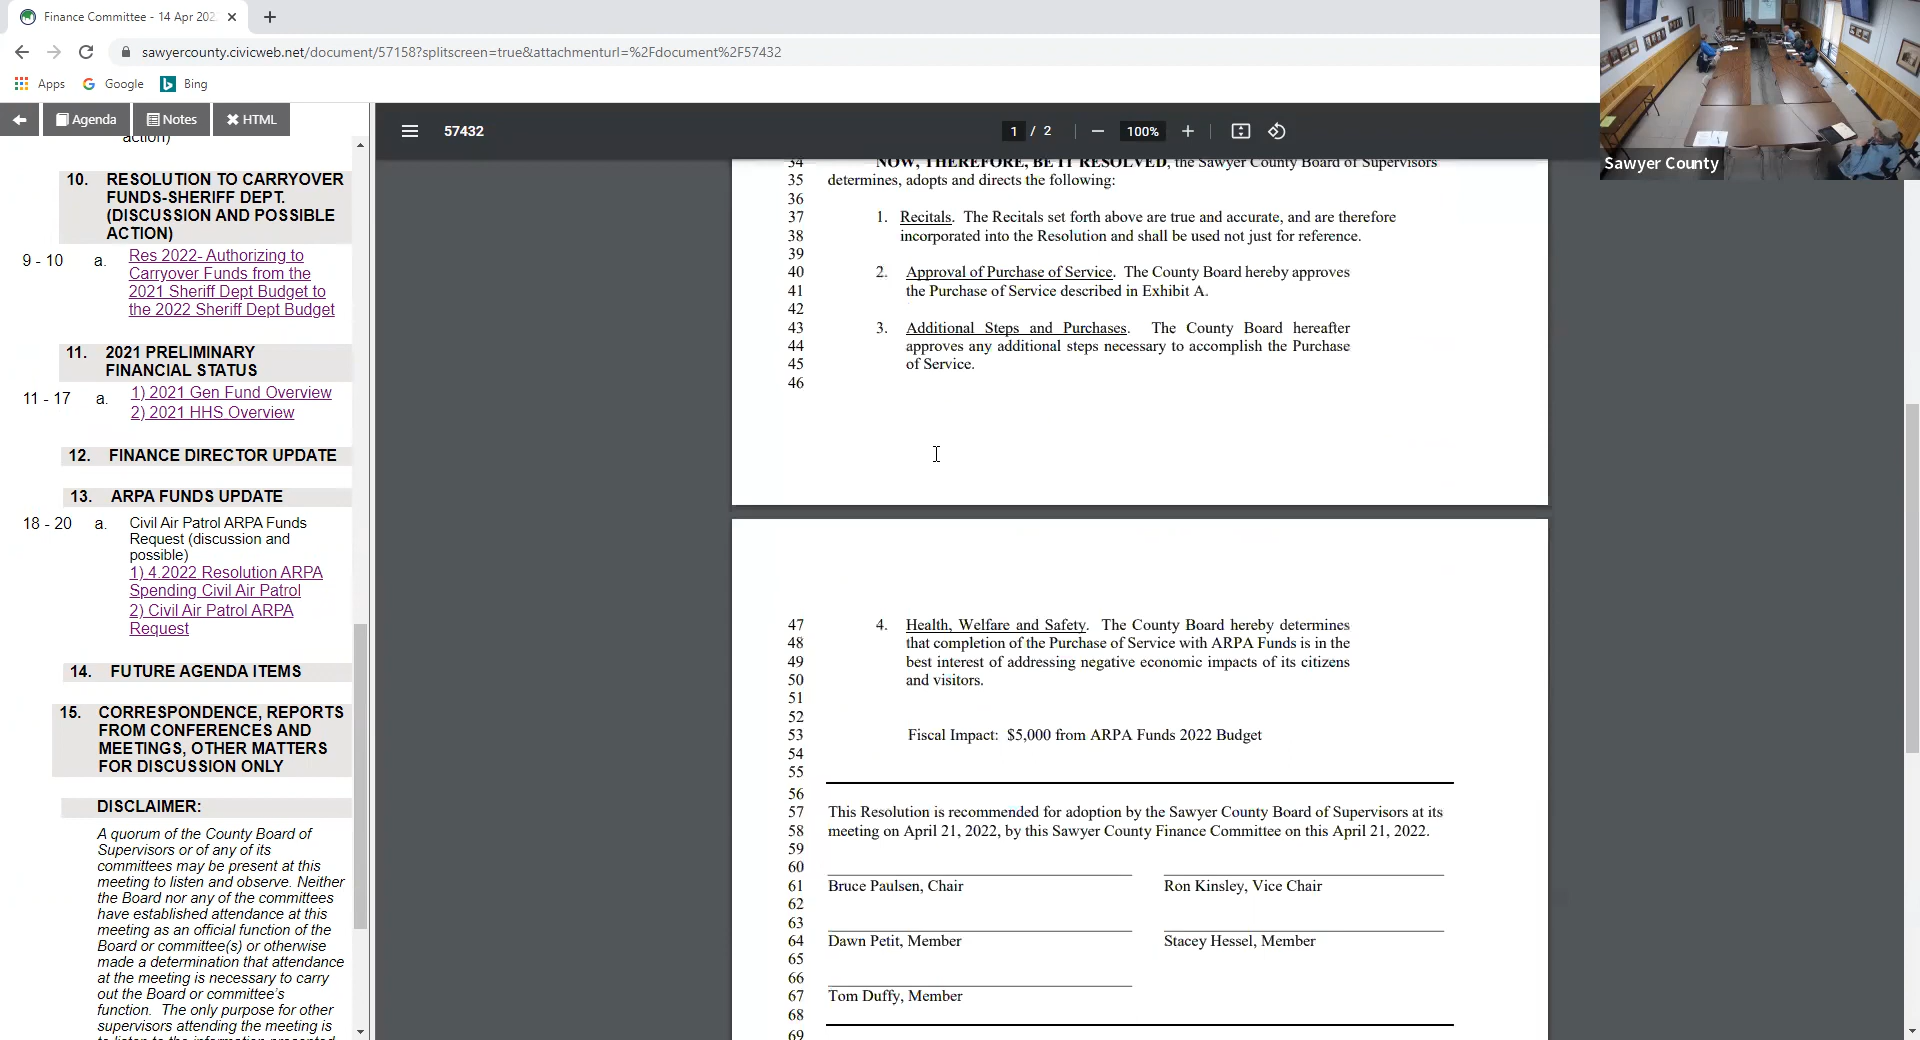 Finance Committee - 14 Apr 202
sawyercounty.civicweb.net/document/57158?splitscreen=true&attachmenturl=%2Fdocument%2F57432
Apps
Google
Bing
Agenda
Notes
HTML
action)
10. RESOLUTION TO CARRYOVER
FUNDS-SHERIFF DEPT.
(DISCUSSION AND POSSIBLE
ACTION)
9 - 10 a. Res 2022- Authorizing to
Carryover Funds from the
2021 Sheriff Dept Budget to
the 2022 Sheriff Dept Budget
11. 2021 PRELIMINARY
FINANCIAL STATUS
11 - 17 a. 1) 2021 Gen Fund Overview
2) 2021 HHS Overview
12. FINANCE DIRECTOR UPDATE
13. ARPA FUNDS UPDATE
18 - 20 a. Civil Air Patrol ARPA Funds
Request (discussion and
possible)
1) 4.2022 Resolution ARPA
Spending Civil Air Patrol
2) Civil Air Patrol ARPA
Request
14. FUTURE AGENDA ITEMS
15. CORRESPONDENCE, REPORTS
FROM CONFERENCES AND
MEETINGS, OTHER MATTERS
FOR DISCUSSION ONLY
DISCLAIMER:
A quorum of the County Board of
Supervisors or of any of its
committees may be present at this
meeting to listen and observe. Neither
the Board nor any of the committees
have established attendance at this
meeting as an official function of the
Board or committee(s) or otherwise
made a determination that attendance
at the meeting is necessary to carry
out the Board or committee's
function. The only purpose for other
supervisors attending the meeting is
to listen to the information presented
57432
1 / 2
100%
34 NOW, THEREFORE, BE IT RESOLVED, the Sawyer County Board of Supervisors
35 determines, adopts and directs the following:
36
37 1. Recitals. The Recitals set forth above are true and accurate, and are therefore
38 incorporated into the Resolution and shall be used not just for reference.
39
40 2. Approval of Purchase of Service. The County Board hereby approves
41 the Purchase of Service described in Exhibit A.
42
43 3. Additional Steps and Purchases. The County Board hereafter
44 approves any additional steps necessary to accomplish the Purchase
45 of Service.
46
47 4. Health, Welfare and Safety. The County Board hereby determines
48 that completion of the Purchase of Service with ARPA Funds is in the
49 best interest of addressing negative economic impacts of its citizens
50 and visitors.
51
52
53 Fiscal Impact: $5,000 from ARPA Funds 2022 Budget
54
55
56
57 This Resolution is recommended for adoption by the Sawyer County Board of Supervisors at its
58 meeting on April 21, 2022, by this Sawyer County Finance Committee on this April 21, 2022.
59
60
61 Bruce Paulsen, Chair Ron Kinsley, Vice Chair
62
63
64 Dawn Petit, Member Stacey Hessel, Member
65
66
67 Tom Duffy, Member
68
69
Sawyer County